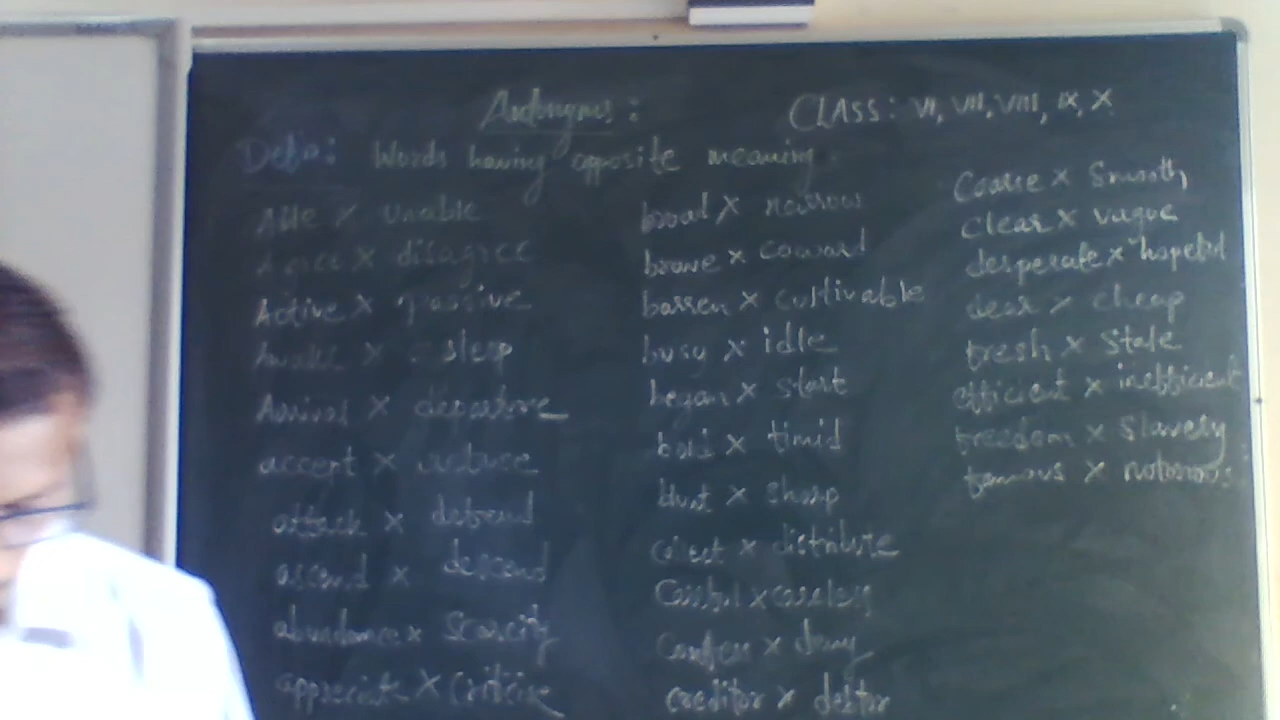 Antonyms:
CLASS: VI, VII, VIII, IX, X
Defn: Words having opposite meaning.
Able × unable
Agree × disagree
Active × passive
Awake × asleep
Arrival × departure
accept × refuse
attack × defend
ascend × descend
abundance × Scarcity
appreciate × Criticise
broad × narrow
brave × coward
barren × cultivable
busy × idle
began × start
bold × timid
blunt × sharp
collect × distribute
Careful × careless
Confess × deny
creditor × debtor
Coarse × Smooth
Clear × vague
desperate × hopeful
dear × cheap
fresh × Stale
efficient × inefficient
freedom × Slavery
famous × notorious